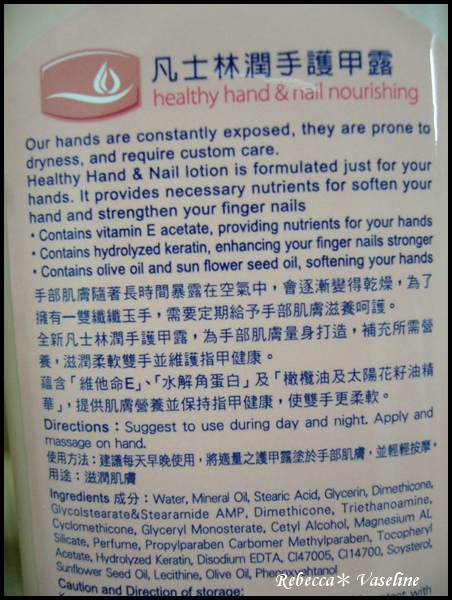 凡士林潤手護甲露
healthy hand & nail nourishing
Our hands are constantly exposed, they are prone to
dryness, and require custom care.
Healthy Hand & Nail lotion is formulated just for your
hands. It provides necessary nutrients for soften your
hand and strengthen your finger nails
・Contains vitamin E acetate, providing nutrients for your hands
・Contains hydrolyzed keratin, enhancing your finger nails stronger
・Contains olive oil and sun flower seed oil, softening your hands
手部肌膚隨著長時間暴露在空氣中，會逐漸變得乾燥，為了
擁有一雙纖纖玉手，需要定期給予手部肌膚滋養呵護。
全新凡士林潤手護甲露，為手部肌膚量身打造，補充所需營
養，滋潤柔軟雙手並維護指甲健康。
蘊含「維他命E」、「水解角蛋白」及「橄欖油及太陽花籽油精
華」，提供肌膚營養並保持指甲健康，使雙手更柔軟。
Directions：Suggest to use during day and night. Apply and
massage on hand.
使用方法：建議每天早晚使用，將適量之護甲露塗於手部肌膚，並輕輕按摩。
用途：滋潤肌膚
Ingredients 成分：Water, Mineral Oil, Stearic Acid, Glycerin, Dimethicone,
Glycolstearate&Stearamide AMP, Dimethicone, Triethanoamine,
Cyclomethicone, Glyceryl Monosterate, Cetyl Alcohol, Magnesium AL
Silicate, Perfume, Propylparaben Carbomer Methylparaben, Tocopheryl
Acetate, Hydrolyzed Keratin, Disodium EDTA, CI47005, CI14700, Soysterol,
Sunflower Seed Oil, Lecithine, Olive Oil, Phenoxyhtanol
Caution and Direction of storage:
Rebecca＊ Vaseline